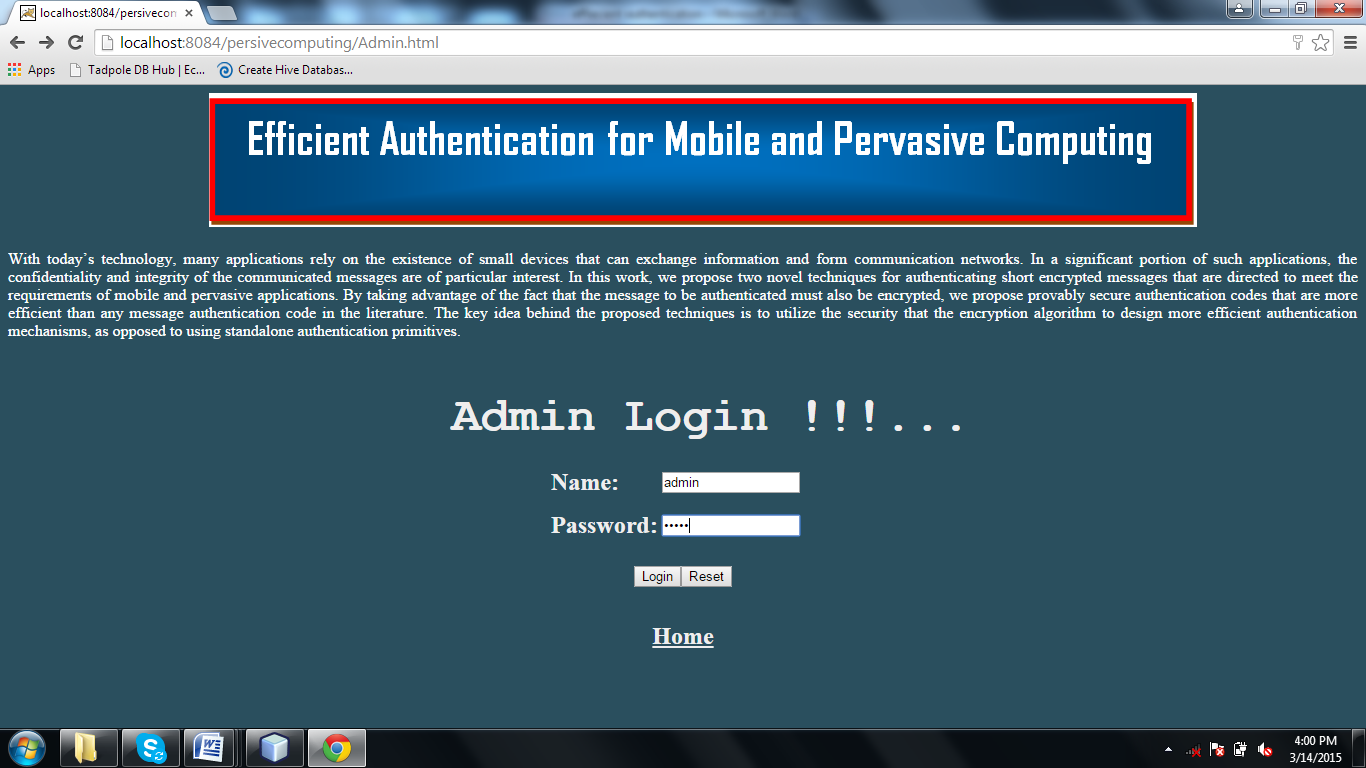 localhost:8084/persivecon
localhost:8084/persivecomputing/Admin.html
Apps
Tadpole DB Hub | Ec...
Create Hive Databas...
Efficient Authentication for Mobile and Pervasive Computing
With today's technology, many applications rely on the existence of small devices that can exchange information and form communication networks. In a significant portion of such applications, the
confidentiality and integrity of the communicated messages are of particular interest. In this work, we propose two novel techniques for authenticating short encrypted messages that are directed to meet the
requirements of mobile and pervasive applications. By taking advantage of the fact that the message to be authenticated must also be encrypted, we propose provably secure authentication codes that are more
efficient than any message authentication code in the literature. The key idea behind the proposed techniques is to utilize the security that the encryption algorithm to design more efficient authentication
mechanisms, as opposed to using standalone authentication primitives.
Admin Login !!!...
Name: admin
Password: •••••
Login Reset
Home
4:00 PM
3/14/2015